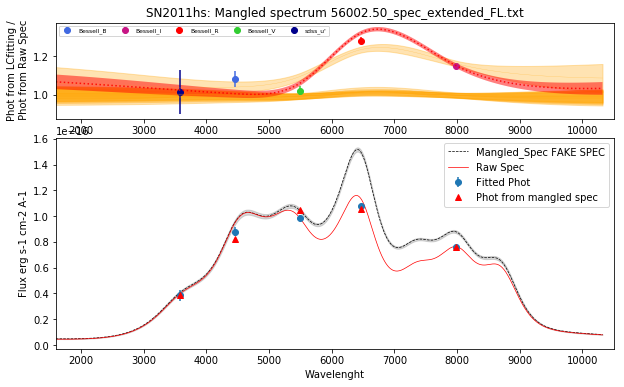 SN2011hs: Mangled spectrum 56002.50_spec_extended_FL.txt
Phot from LCfitting /
Phot from Raw Spec
Bessell_B Bessell_I Bessell_R Bessell_V sdss_u'
1.2
1.0
2000 3000 4000 5000 6000 7000 8000 9000 10000
1e-16
Flux erg s-1 cm-2 A-1
1.6
1.4
1.2
1.0
0.8
0.6
0.4
0.2
0.0
Mangled_Spec FAKE SPEC
Raw Spec
Fitted Phot
Phot from mangled spec
2000 3000 4000 5000 6000 7000 8000 9000 10000
Wavelenght